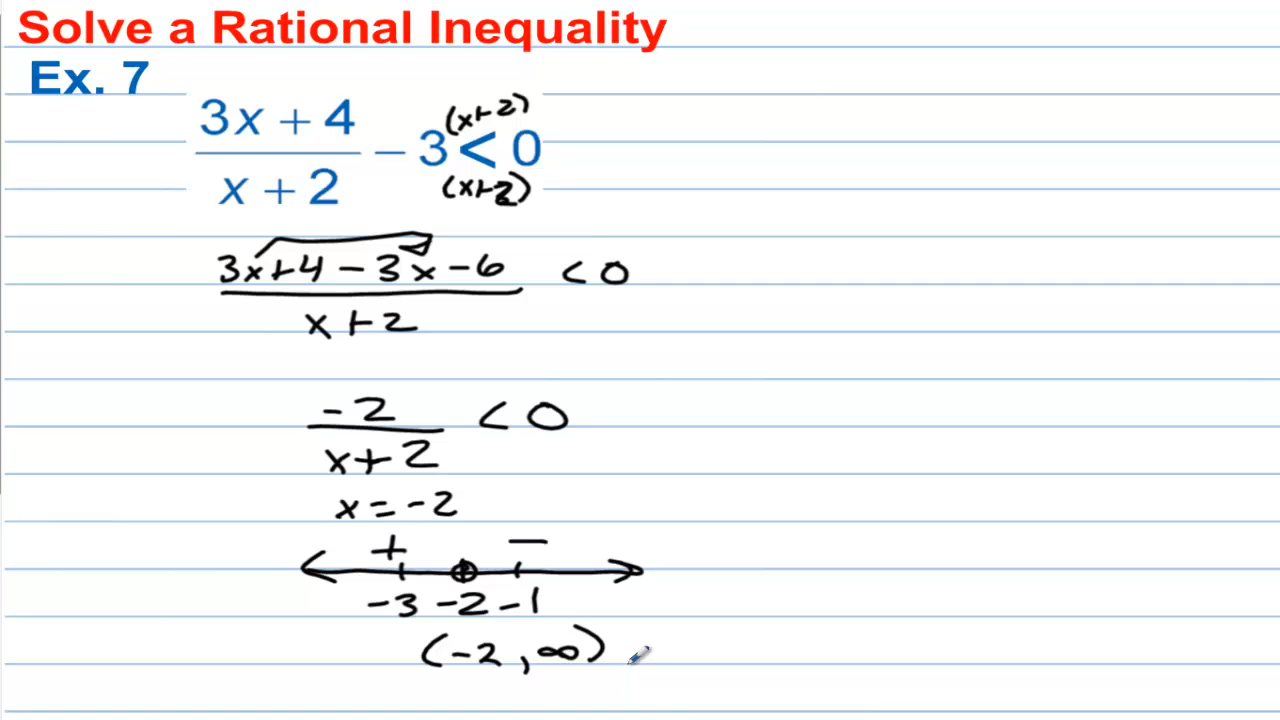 Solve a Rational Inequality
Ex. 7
(x+2)
3x + 4
— − 3 < 0
x + 2
(x+2)
3x+4 - 3x - 6 < 0
x + 2
-2 < 0
x + 2
x = -2
+ −
-3 -2 -1
(-2, ∞)